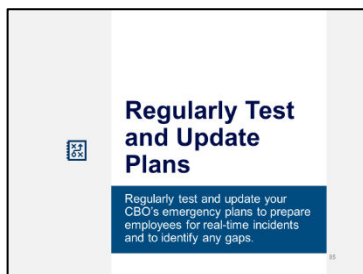 Regularly Test
and Update
Plans
Regularly test and update your
CBO's emergency plans to prepare
employees for real-time incidents
and to identify any gaps.